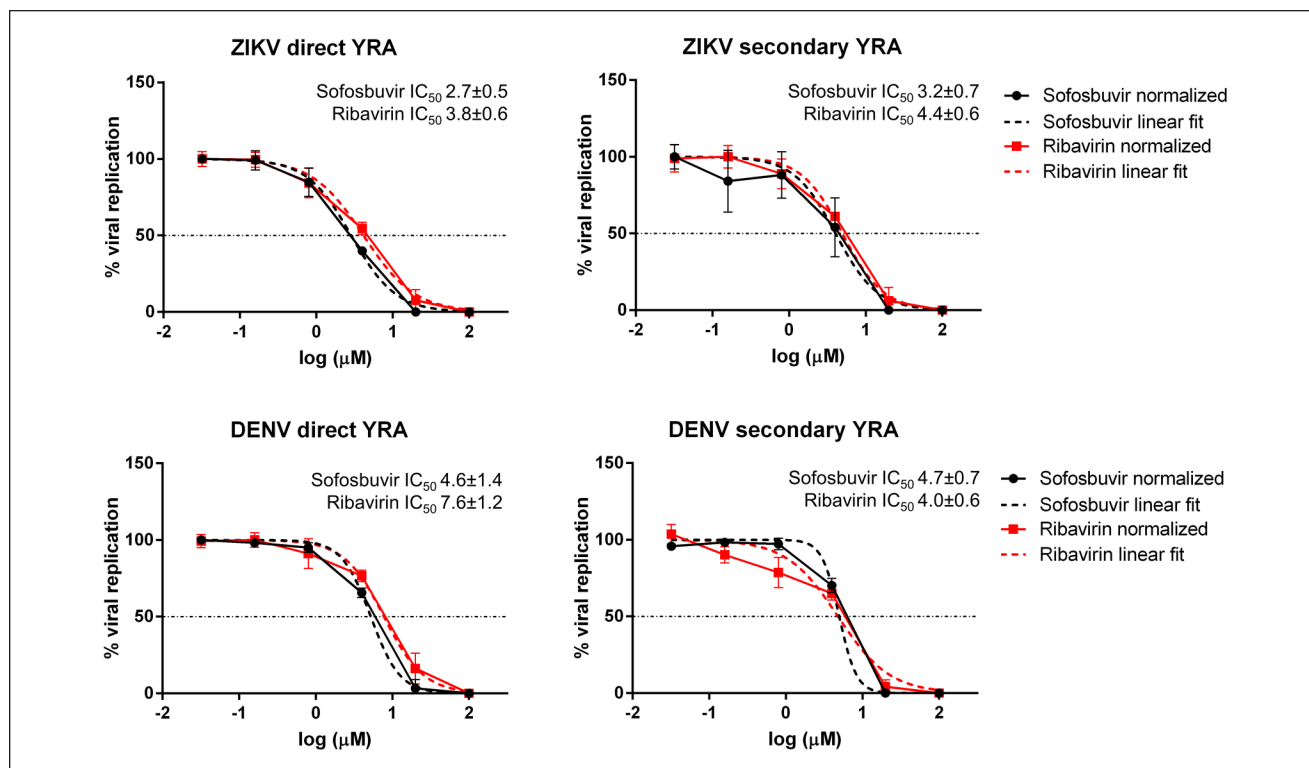 ZIKV direct YRA
Sofosbuvir IC50 2.7±0.5
Ribavirin IC50 3.8±0.6
% viral replication
150
100
50
0
-2
-1
0
1
2
log (μM)
ZIKV secondary YRA
Sofosbuvir IC50 3.2±0.7
Ribavirin IC50 4.4±0.6
% viral replication
150
100
50
0
-2
-1
0
1
2
log (μM)
Sofosbuvir normalized
Sofosbuvir linear fit
Ribavirin normalized
Ribavirin linear fit
DENV direct YRA
Sofosbuvir IC50 4.6±1.4
Ribavirin IC50 7.6±1.2
% viral replication
150
100
50
0
-2
-1
0
1
2
log (μM)
DENV secondary YRA
Sofosbuvir IC50 4.7±0.7
Ribavirin IC50 4.0±0.6
% viral replication
150
100
50
0
-2
-1
0
1
2
log (μM)
Sofosbuvir normalized
Sofosbuvir linear fit
Ribavirin normalized
Ribavirin linear fit